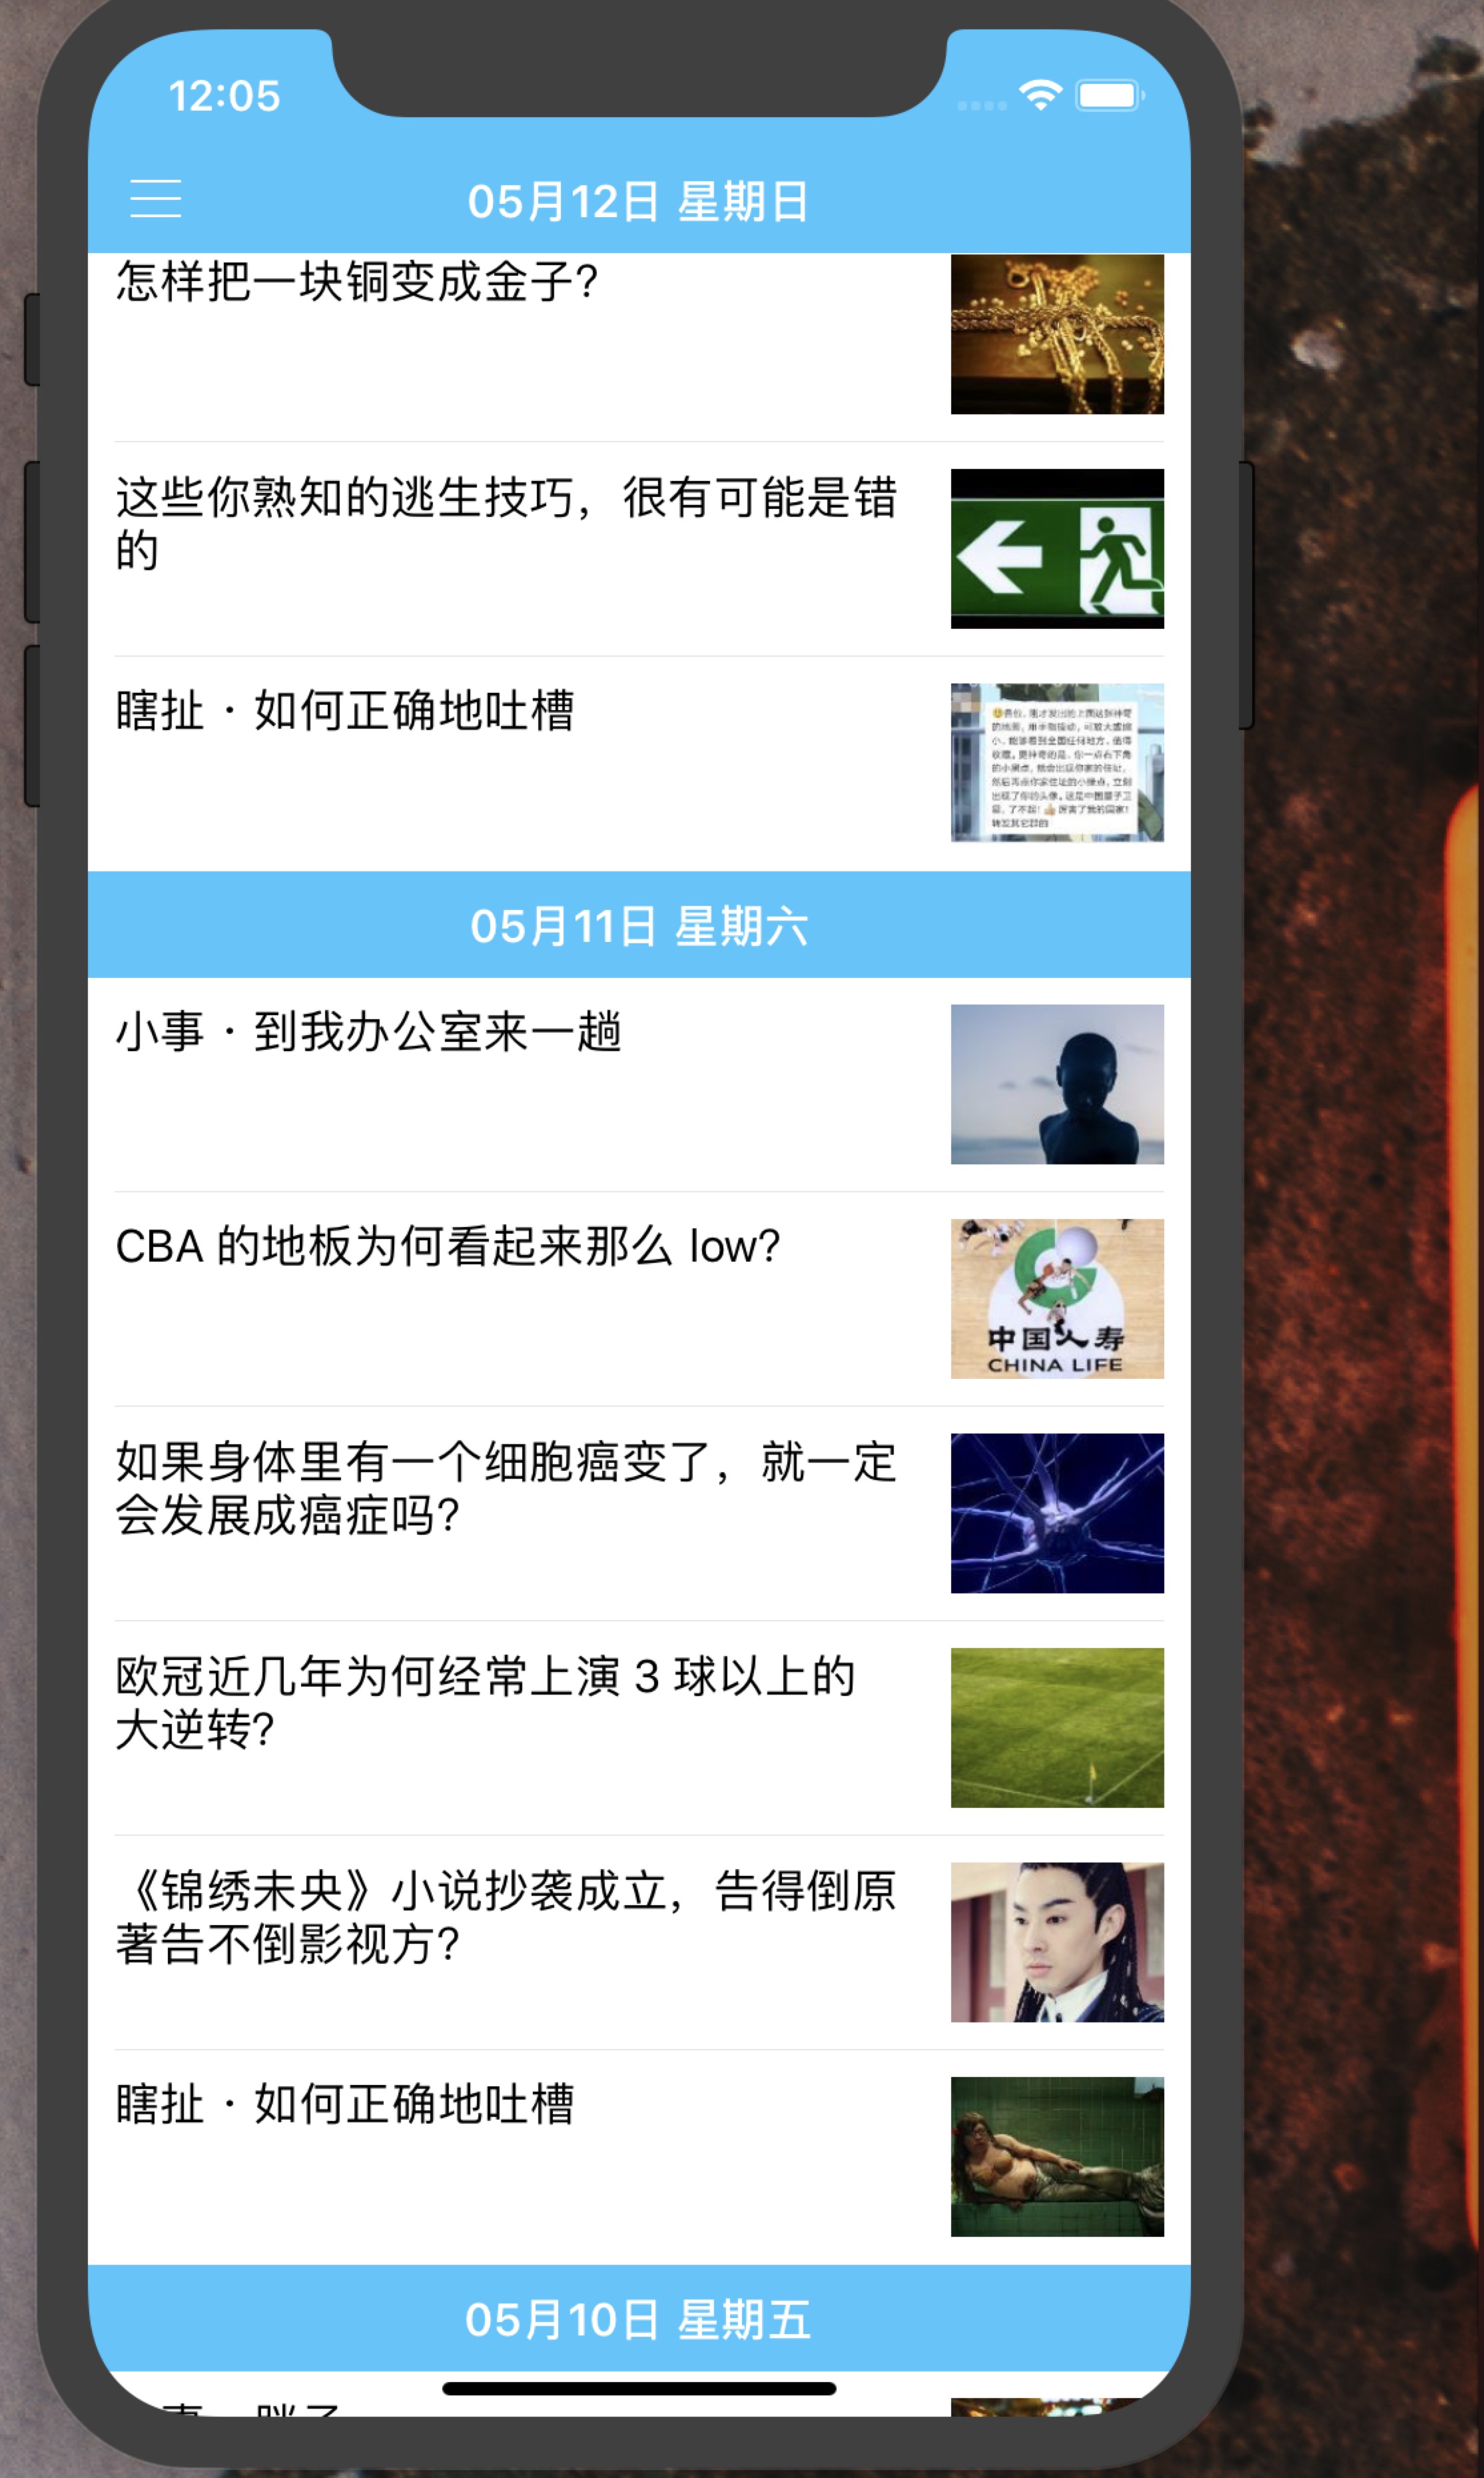 12:05
05月12日 星期日
怎样把一块铜变成金子?
这些你熟知的逃生技巧，很有可能是错
的
瞎扯 · 如何正确地吐槽
05月11日 星期六
小事 · 到我办公室来一趟
CBA 的地板为何看起来那么 low?
中国人寿
CHINA LIFE
如果身体里有一个细胞癌变了，就一定
会发展成癌症吗?
欧冠近几年为何经常上演 3 球以上的
大逆转?
《锦绣未央》小说抄袭成立，告得倒原
著告不倒影视方?
瞎扯 · 如何正确地吐槽
05月10日 星期五